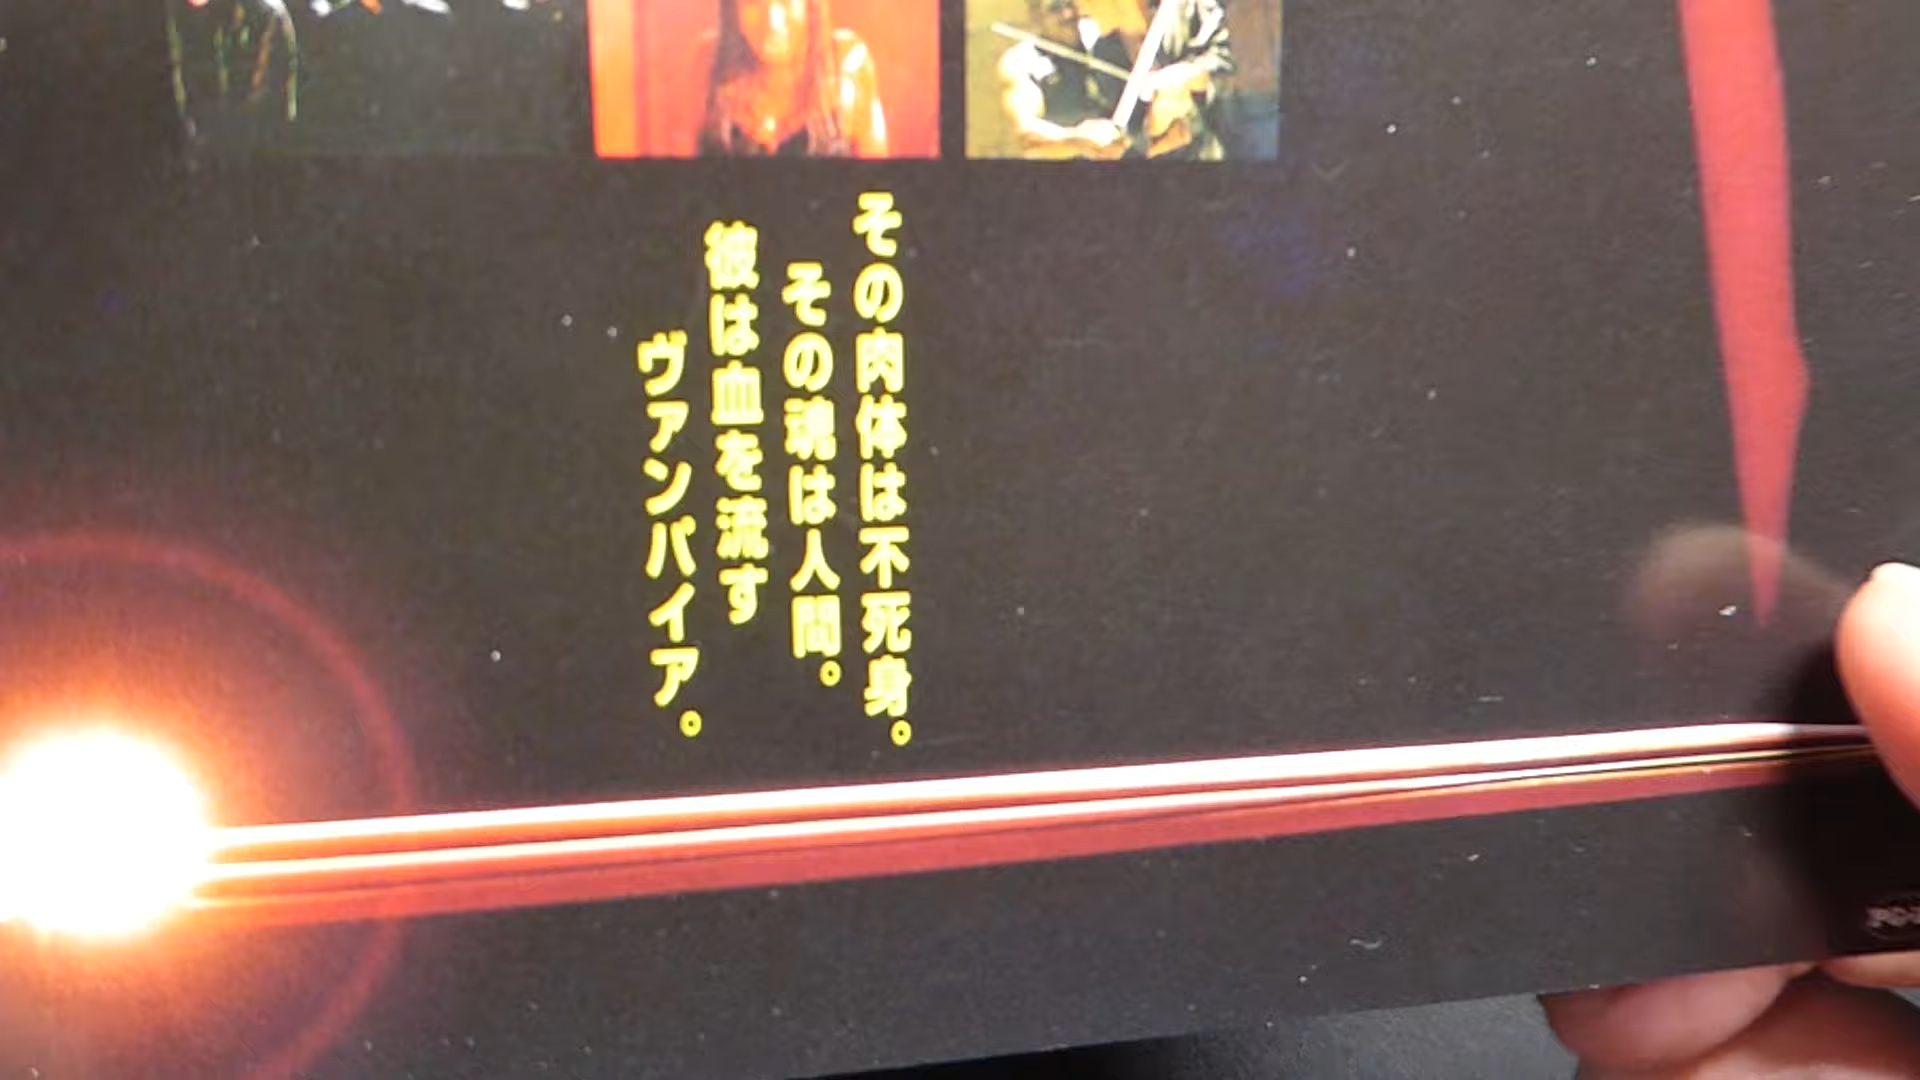 その肉体は不死身。
その魂は人間。
彼は血を流す
ヴァンパイア。